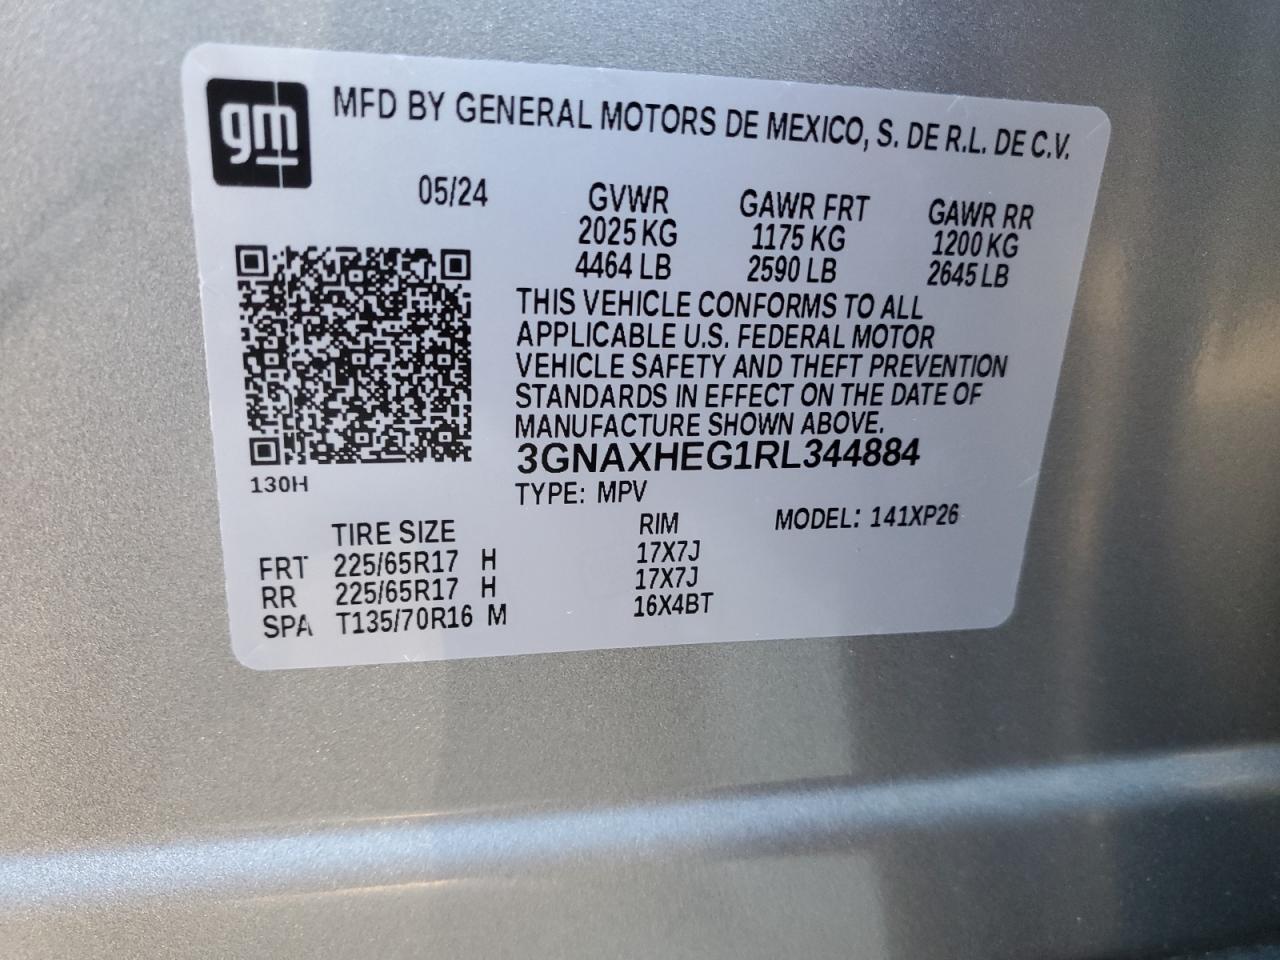 gm
MFD BY GENERAL MOTORS DE MEXICO, S. DE R.L. DE C.V.
05/24 GVWR GAWR FRT GAWR RR
2025 KG 1175 KG 1200 KG
4464 LB 2590 LB 2645 LB
THIS VEHICLE CONFORMS TO ALL
APPLICABLE U.S. FEDERAL MOTOR
VEHICLE SAFETY AND THEFT PREVENTION
STANDARDS IN EFFECT ON THE DATE OF
MANUFACTURE SHOWN ABOVE.
3GNAXHEG1RL344884
130H
TYPE: MPV
TIRE SIZE RIM MODEL: 141XP26
FRT 225/65R17 H 17X7J
RR 225/65R17 H 17X7J
SPA T135/70R16 M 16X4BT